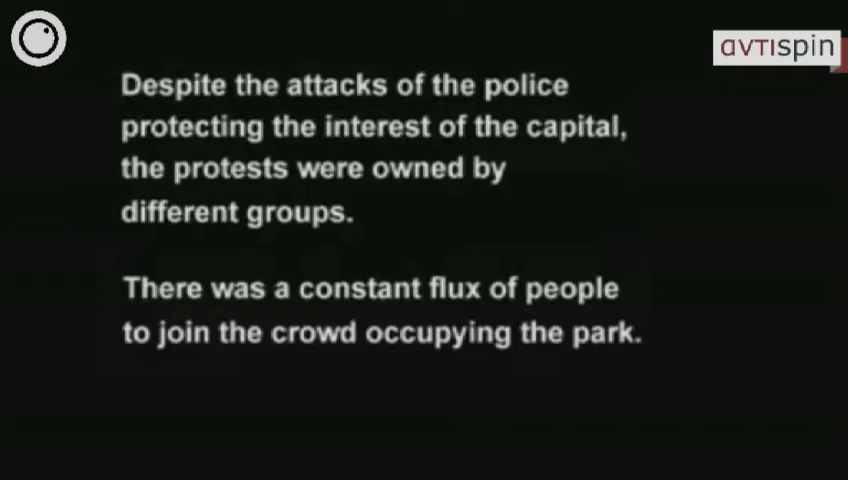 αντιspin
Despite the attacks of the police
protecting the interest of the capital,
the protests were owned by
different groups.
There was a constant flux of people
to join the crowd occupying the park.